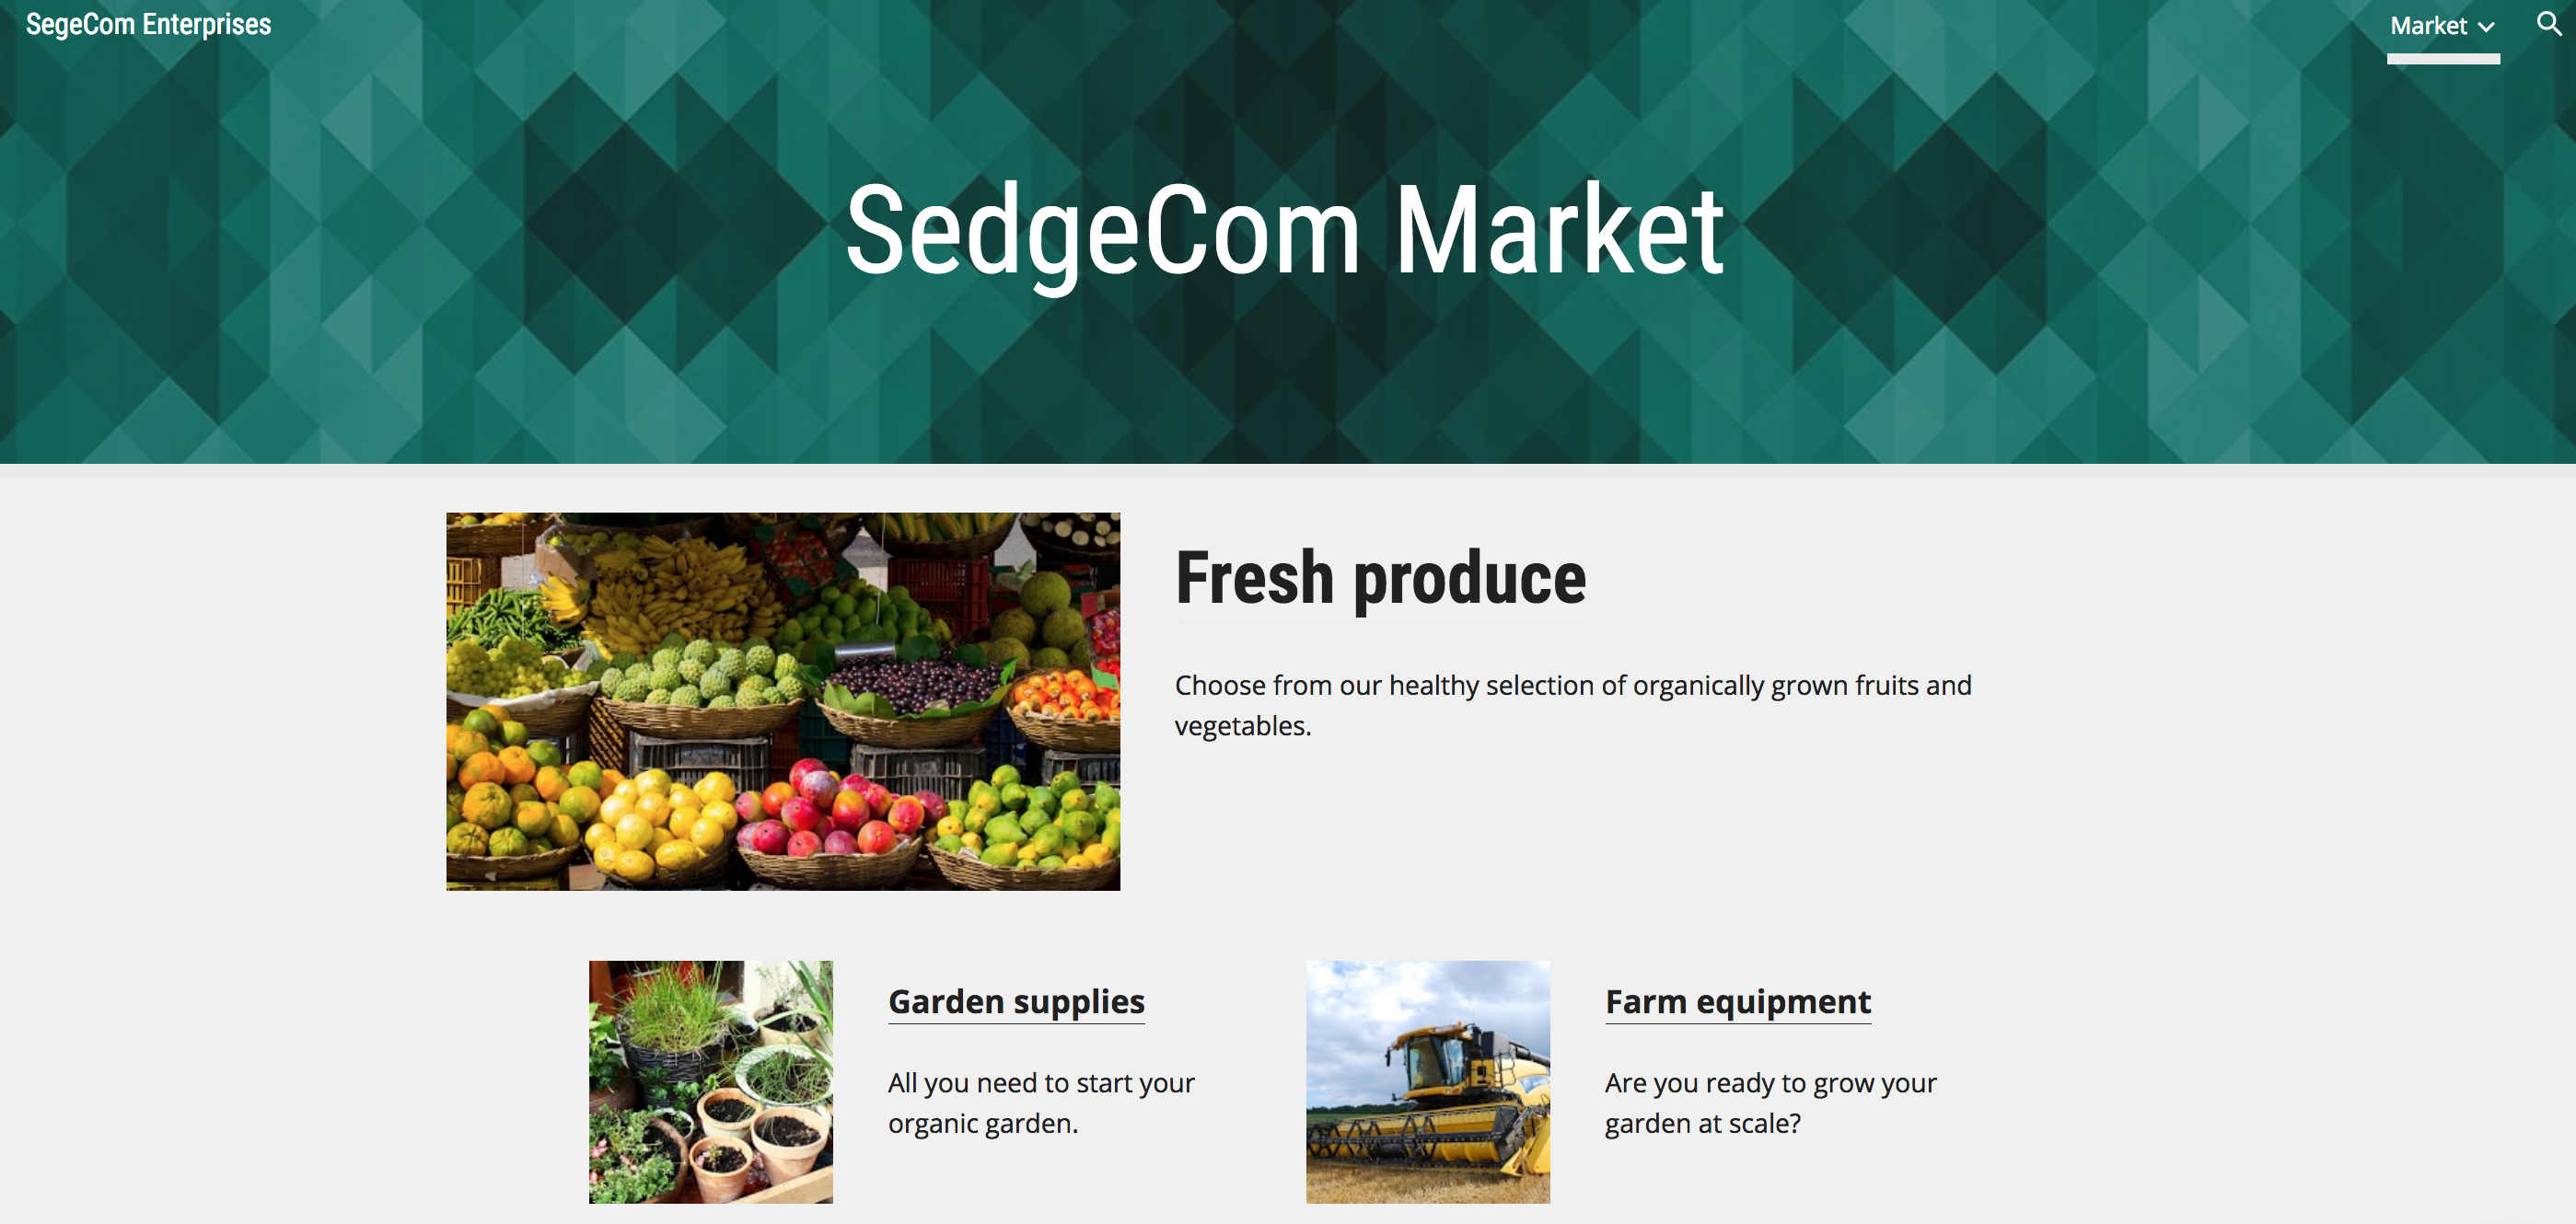 SegeCom Enterprises
Market
SedgeCom Market
Fresh produce
Choose from our healthy selection of organically grown fruits and
vegetables.
Garden supplies
All you need to start your
organic garden.
Farm equipment
Are you ready to grow your
garden at scale?